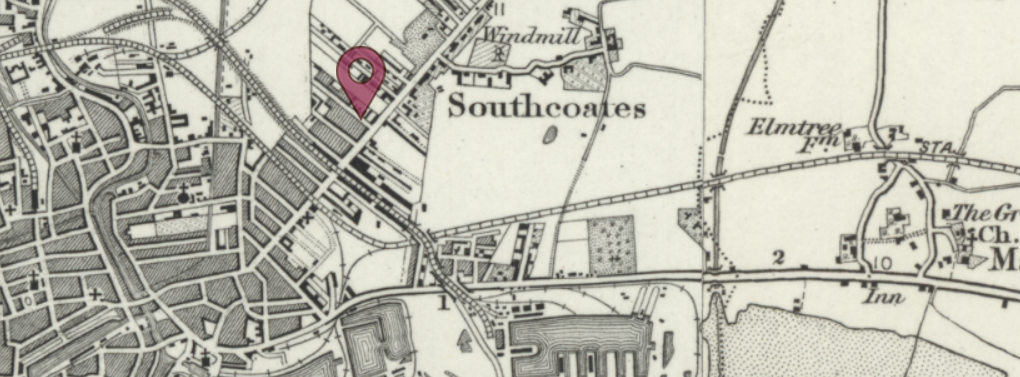 11
Windmill
Southcoates
Elmtree
Fm
STA.
The Gr
Ch.
M
2
10
Inn
1